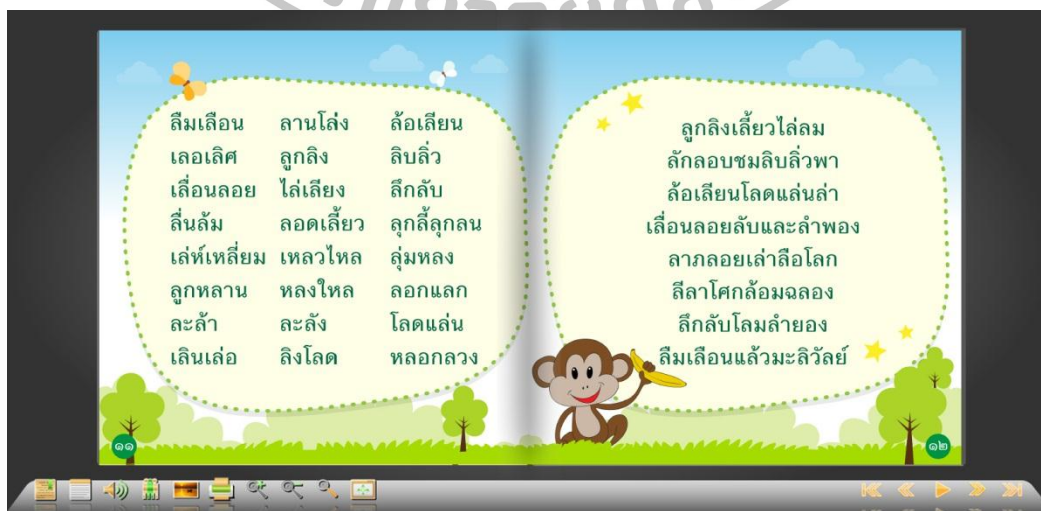 ลืมเลือน ลานโล่ง ล้อเลียน
เลอเลิศ ลูกลิง ลิบลิ่ว
เลื่อนลอย ไล่เลียง ลึกลับ
ลื่นล้ม ลอดเลี้ยว ลุกลี้ลุกลน
เล่ห์เหลี่ยม เหลวไหล ลุ่มหลง
ลูกหลาน หลงใหล ลอกแลก
ละล้า ละลัง โลดแล่น
เลินเล่อ ลิงโลด หลอกลวง
๑๑
ลูกลิงเลี้ยวไล่ลม
ลักลอบชมลิบลิ่วพา
ล้อเลียนโลดแล่นล่า
เลื่อนลอยลับและลำพอง
ลาภลอยเล่าลือโลก
ลีลาโศกล้อมฉลอง
ลึกลับโลมลำยอง
ลืมเลือนแล้วมะลิวัลย์
๑๒